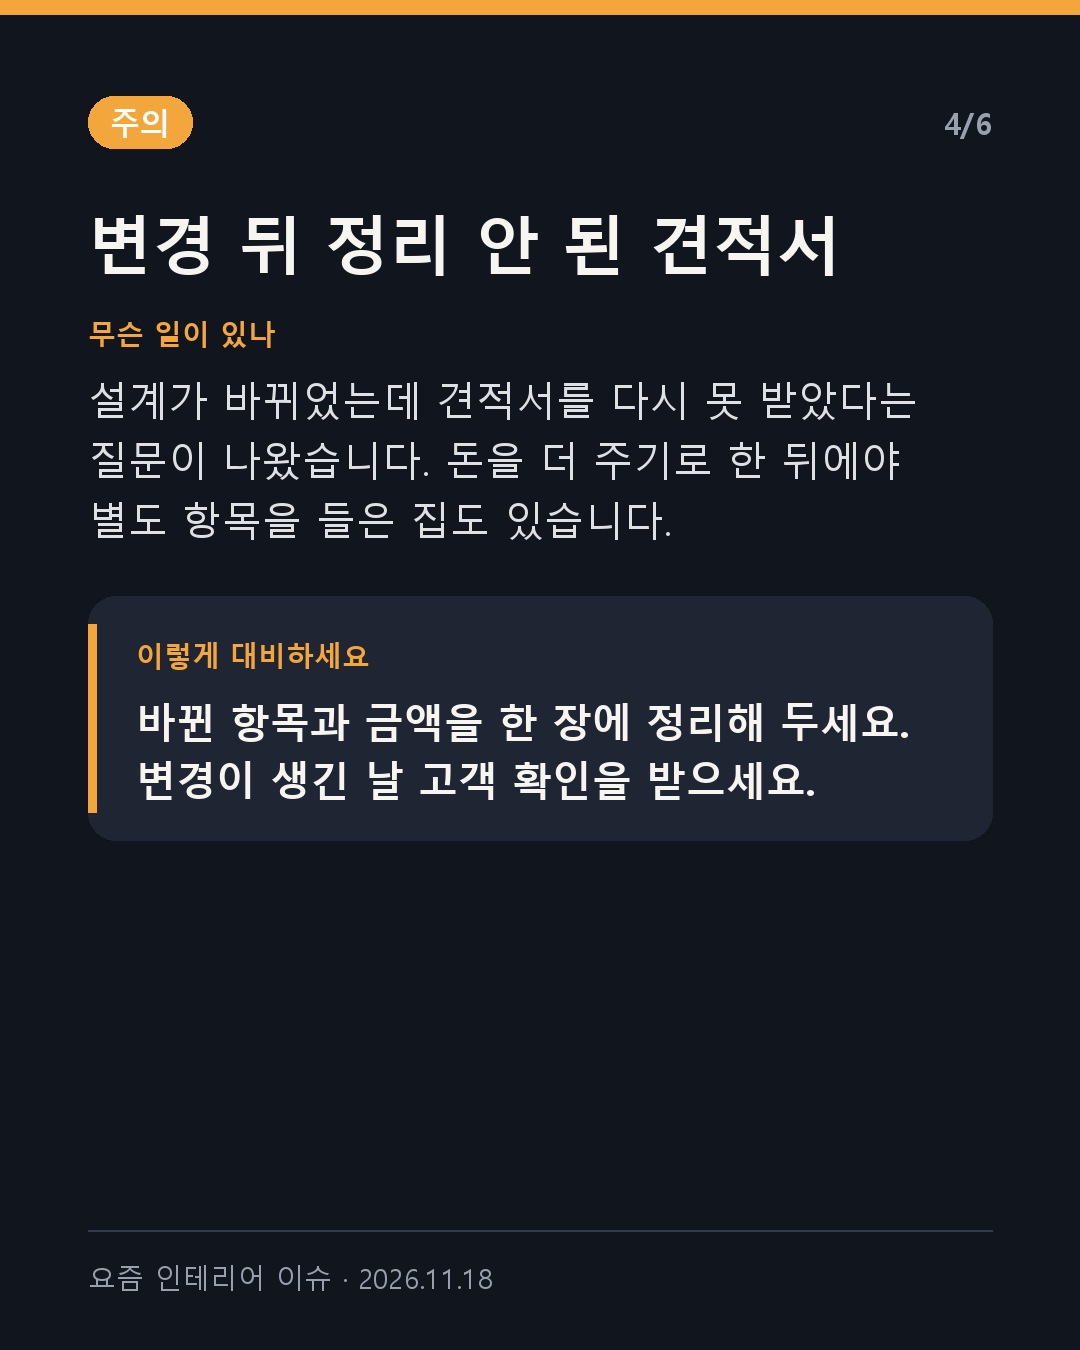 주의
4/6
변경 뒤 정리 안 된 견적서
무슨 일이 있나
설계가 바뀌었는데 견적서를 다시 못 받았다는
질문이 나왔습니다. 돈을 더 주기로 한 뒤에야
별도 항목을 들은 집도 있습니다.
이렇게 대비하세요
바뀐 항목과 금액을 한 장에 정리해 두세요.
변경이 생긴 날 고객 확인을 받으세요.
요즘 인테리어 이슈 · 2026.11.18